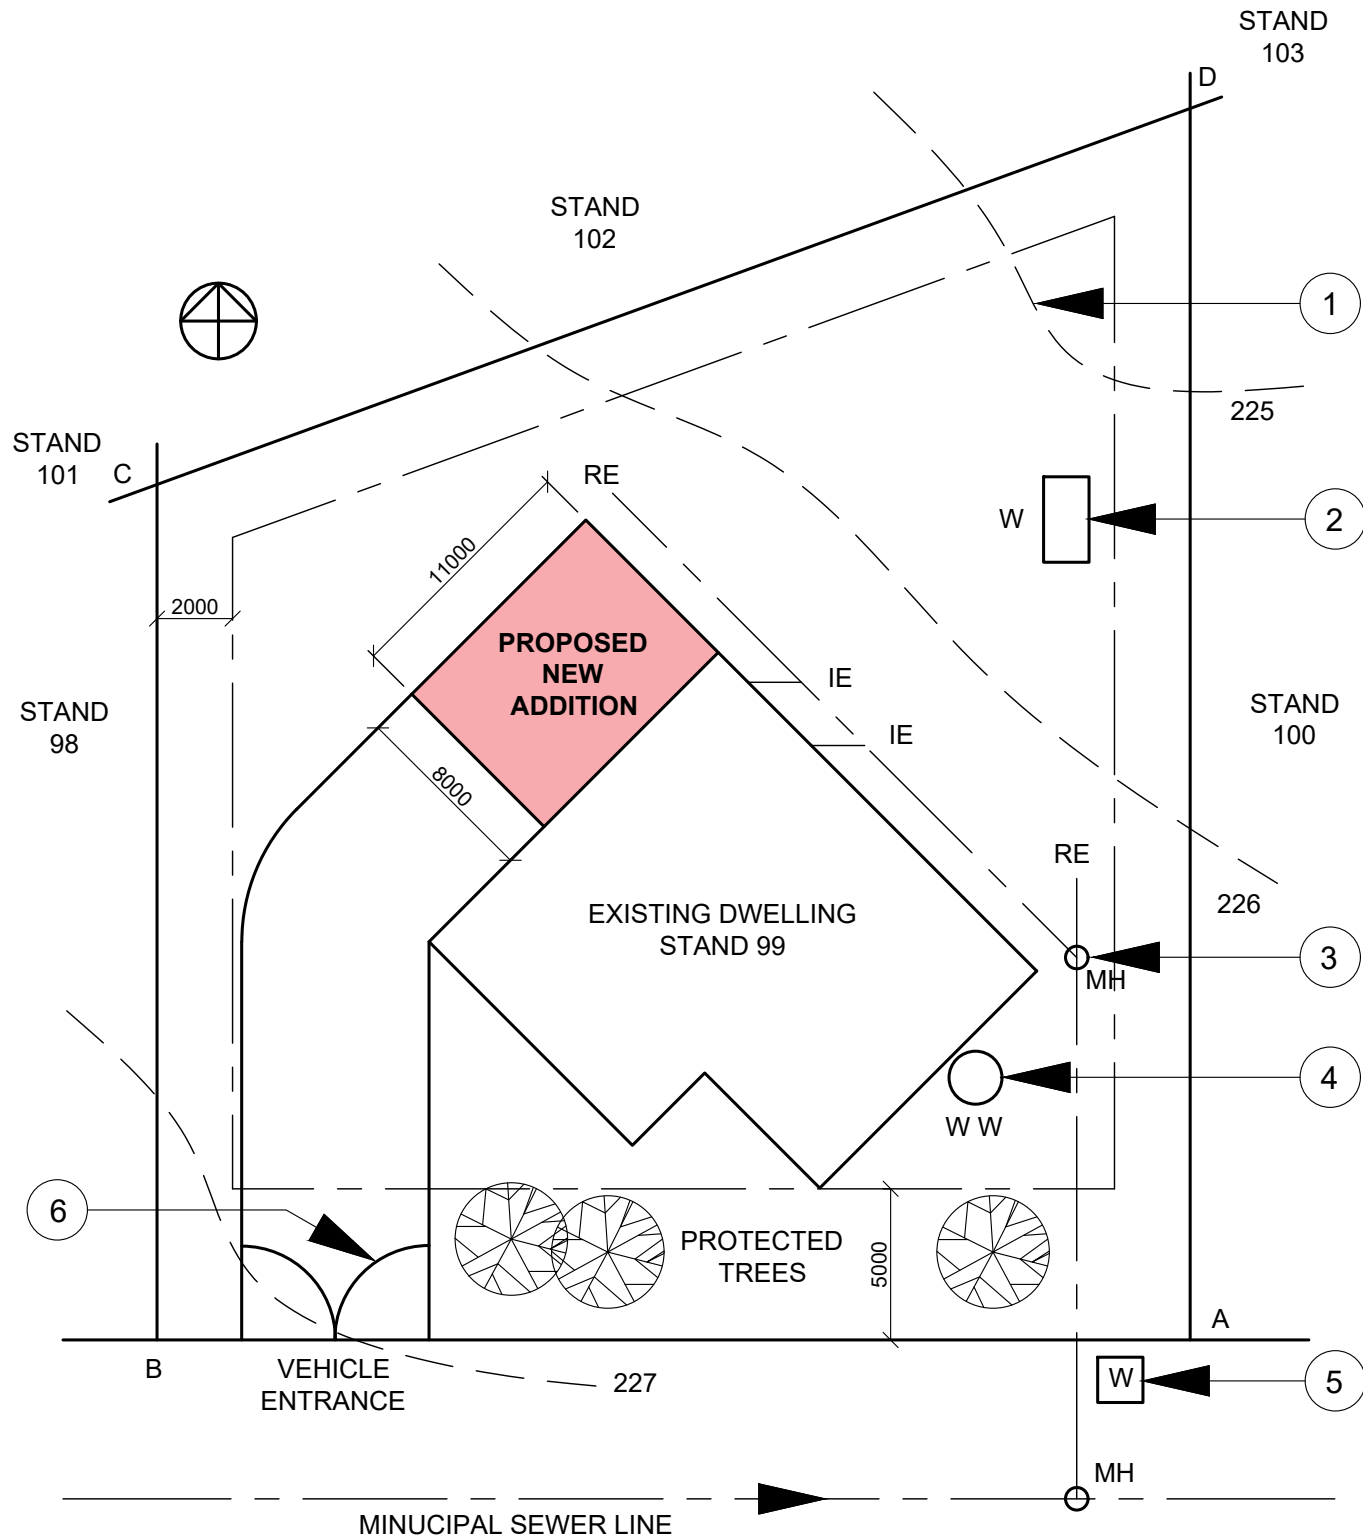 STAND
103
D
STAND
102
1
225
STAND
101
C
RE
11000
W
2
2000
PROPOSED
NEW
ADDITION
IE
STAND
98
STAND
100
IE
8000
RE
EXISTING DWELLING
STAND 99
226
3
MH
4
W W
6
PROTECTED
TREES
5000
A
B
VEHICLE
ENTRANCE
227
W
5
MH
MINUCIPAL SEWER LINE